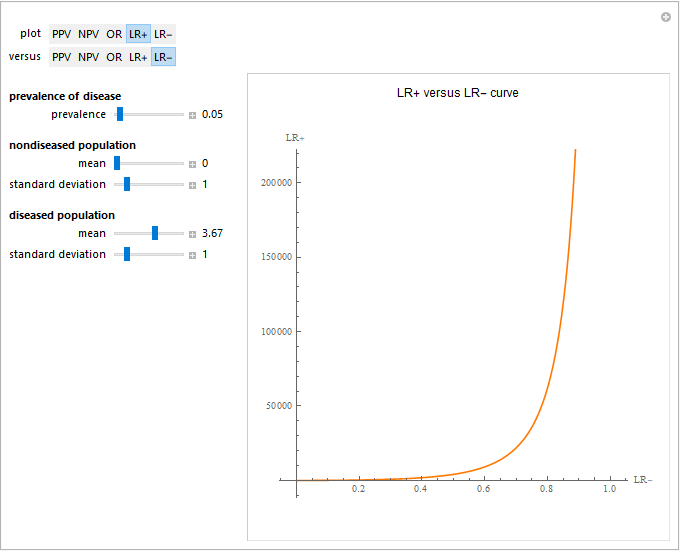 plot PPV NPV OR LR+ LR−
versus PPV NPV OR LR+ LR−
prevalence of disease
prevalence 0.05
nondiseased population
mean 0
standard deviation 1
diseased population
mean 3.67
standard deviation 1
LR+ versus LR− curve
LR+
200000
150000
100000
50000
0.2 0.4 0.6 0.8 1.0 LR−